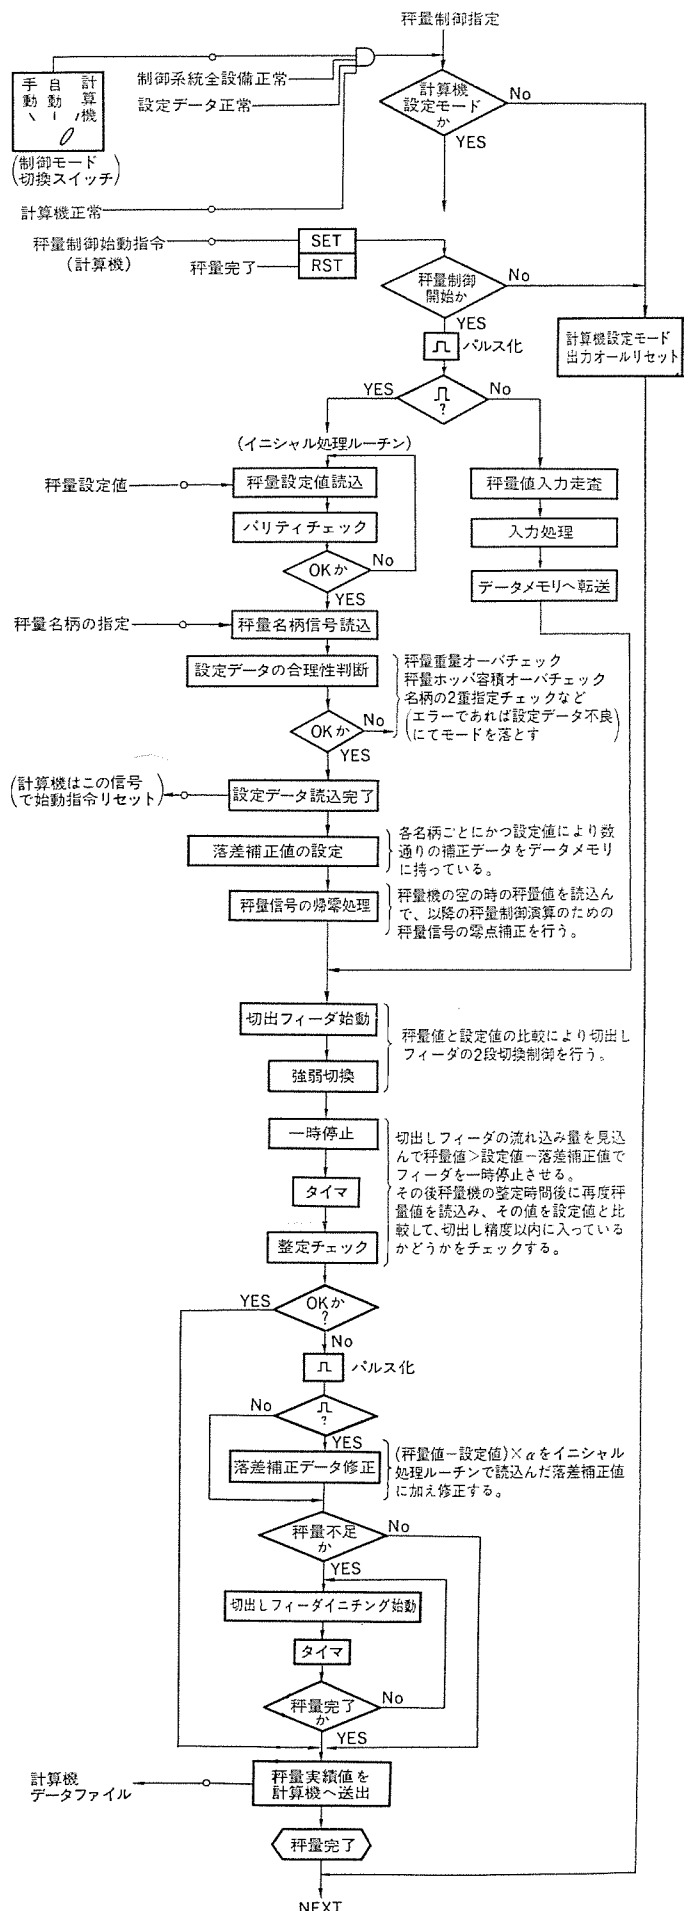 秤量制御指定
手動
自動
計算機
(制御モード
切換スイッチ)
制御系統全設備正常
設定データ正常
計算機正常
計算機
設定モード
か
No
YES
秤量制御始動指令
(計算機)
SET
秤量完了
RST
秤量制御
開始か
No
YES
パルス化
計算機設定モード
出力オールリセット
?
YES
No
(イニシャル処理ルーチン)
秤量設定値
秤量設定値読込
パリティチェック
OKか
No
YES
秤量値入力走査
入力処理
データメモリへ転送
秤量名柄の指定
秤量名柄信号読込
設定データの合理性判断
秤量重量オーバチェック
秤量ホッパ容積オーバチェック
名柄の2重指定チェックなど
(エラーであれば設定データ不良
にてモードを落とす)
OKか
No
YES
(計算機はこの信号
で始動指令リセット)
設定データ読込完了
落差補正値の設定
各名柄ごとにかつ設定値により数
通りの補正データをデータメモリ
に持っている。
秤量信号の帰零処理
秤量機の空の時の秤量値を読込ん
で、以降の秤量制御演算のための
秤量信号の零点補正を行う。
切出フィーダ始動
強弱切換
秤量値と設定値の比較により切出し
フィーダの2段切換制御を行う。
一時停止
タイマ
整定チェック
切出しフィーダの流れ込み量を見込
んで秤量値>設定値−落差補正値で
フィーダを一時停止させる。
その後秤量機の整定時間後に再度秤
量値を読込み、その値を設定値と比
較して、切出し精度以内に入っている
かどうかをチェックする。
OKか
?
YES
No
パルス化
?
No
YES
落差補正データ修正
(秤量値−設定値)×αをイニシャル
処理ルーチンで読込んだ落差補正値
に加え修正する。
秤量不足
か
No
YES
切出しフィーダイニチング始動
タイマ
秤量完了
か
No
YES
秤量実績値を
計算機へ送出
計算機
データファイル
秤量完了
NEXT